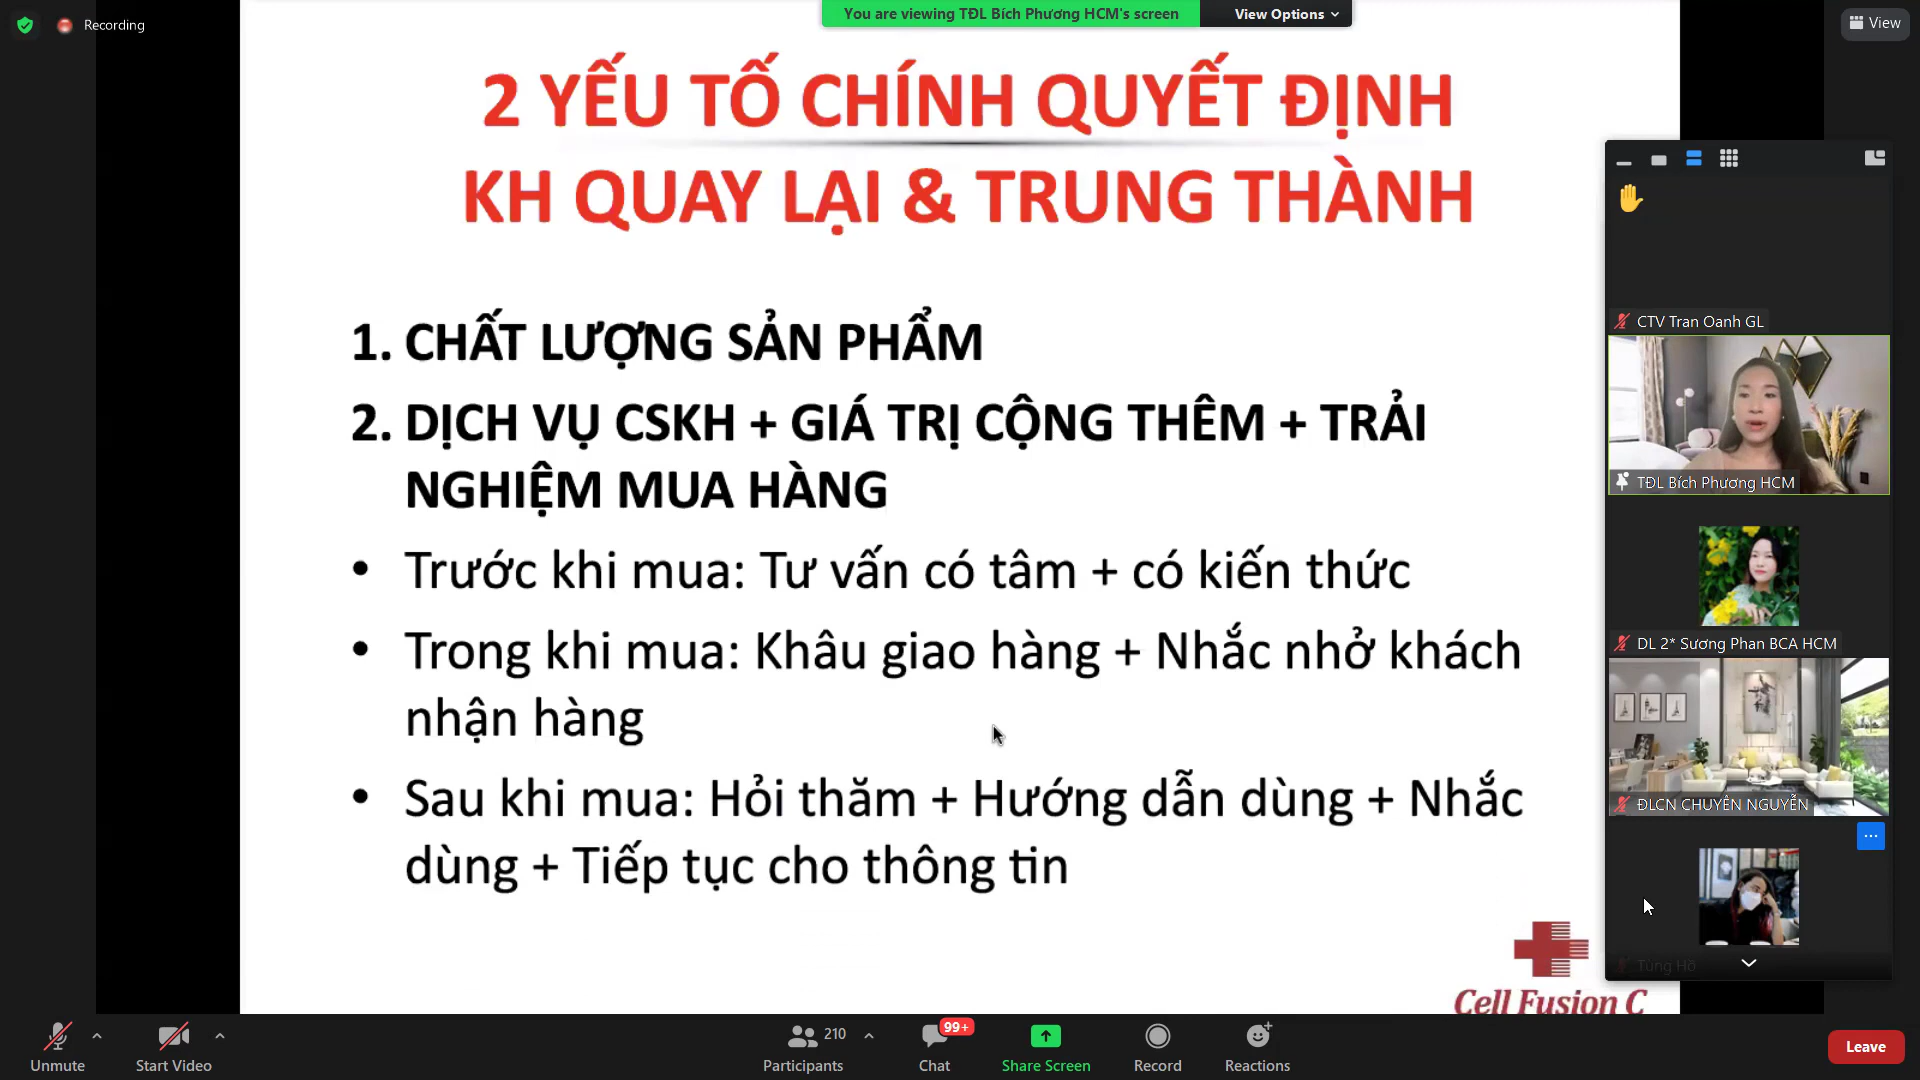 Recording
You are viewing TĐL Bích Phương HCM's screen
View Options
View
2 YẾU TỐ CHÍNH QUYẾT ĐỊNH
KH QUAY LẠI & TRUNG THÀNH
1. CHẤT LƯỢNG SẢN PHẨM
2. DỊCH VỤ CSKH + GIÁ TRỊ CỘNG THÊM + TRẢI
NGHIỆM MUA HÀNG
• Trước khi mua: Tư vấn có tâm + có kiến thức
• Trong khi mua: Khâu giao hàng + Nhắc nhở khách
nhận hàng
• Sau khi mua: Hỏi thăm + Hướng dẫn dùng + Nhắc
dùng + Tiếp tục cho thông tin
Cell Fusion C
CTV Tran Oanh GL
TĐL Bích Phương HCM
DL 2* Sương Phan BCA HCM
ĐLCN CHUYÊN NGUYỄN
Tùng Hồ
Unmute
Start Video
210
Participants
99+
Chat
Share Screen
Record
Reactions
Leave